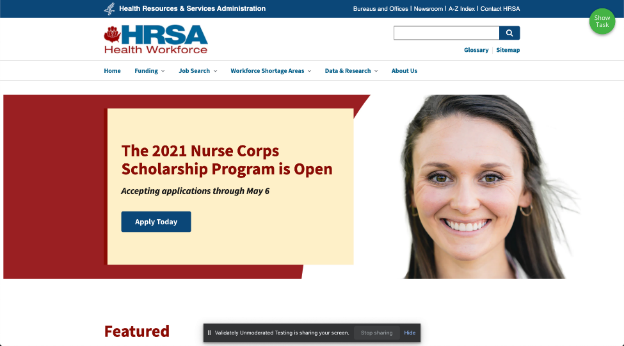 Health Resources & Services Administration
Bureaus and Offices | Newsroom | A-Z Index | Contact HRSA
Show
Task
HRSA
Health Workforce
Glossary | Sitemap
Home Funding Job Search Workforce Shortage Areas Data & Research About Us
The 2021 Nurse Corps
Scholarship Program is Open
Accepting applications through May 6
Apply Today
Featured
Validately Unmoderated Testing is sharing your screen. Stop sharing Hide